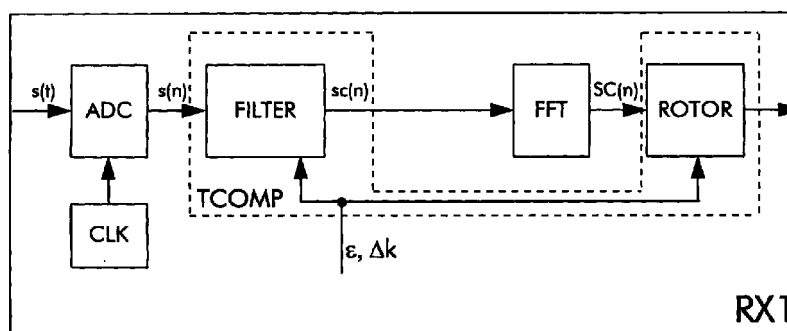 s(t)
ADC
s(n)
FILTER
sc(n)
FFT
SC(n)
ROTOR
TCOMP
CLK
ε, Δk
RX1